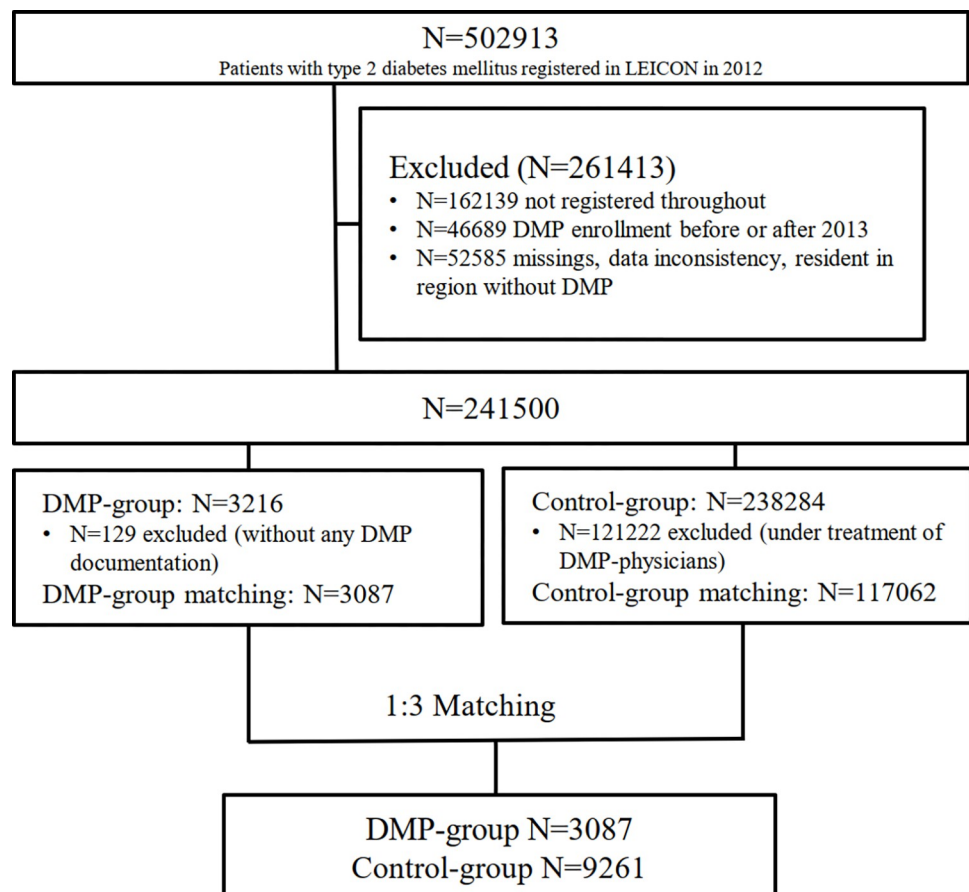 N=502913
Patients with type 2 diabetes mellitus registered in LEICON in 2012
Excluded (N=261413)
• N=162139 not registered throughout
• N=46689 DMP enrollment before or after 2013
• N=52585 missings, data inconsistency, resident in
region without DMP
N=241500
DMP-group: N=3216
• N=129 excluded (without any DMP
documentation)
DMP-group matching: N=3087
Control-group: N=238284
• N=121222 excluded (under treatment of
DMP-physicians)
Control-group matching: N=117062
1:3 Matching
DMP-group N=3087
Control-group N=9261